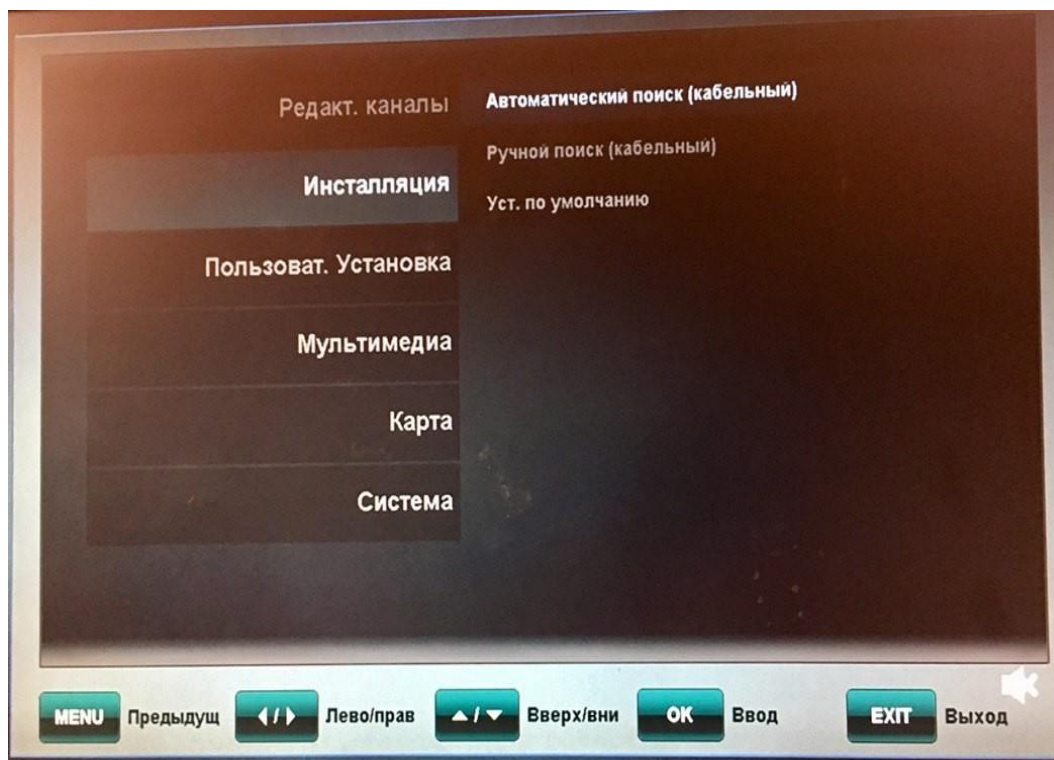 Редакт. каналы
Инсталляция
Пользоват. Установка
Мультимедиа
Карта
Система
Автоматический поиск (кабельный)
Ручной поиск (кабельный)
Уст. по умолчанию
MENU Предыдущ ◀/▶ Лево/прав ▲/▼ Вверх/вни OK Ввод EXIT Выход